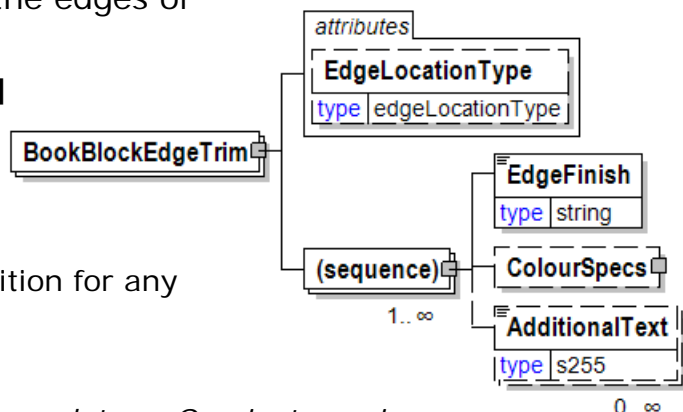 the edges of
attributes
EdgeLocationType
type edgeLocationType
BookBlockEdgeTrim
EdgeFinish
type string
(sequence)
ColourSpecs
ition for any
1.. ∞
AdditionalText
type s255
0..∞